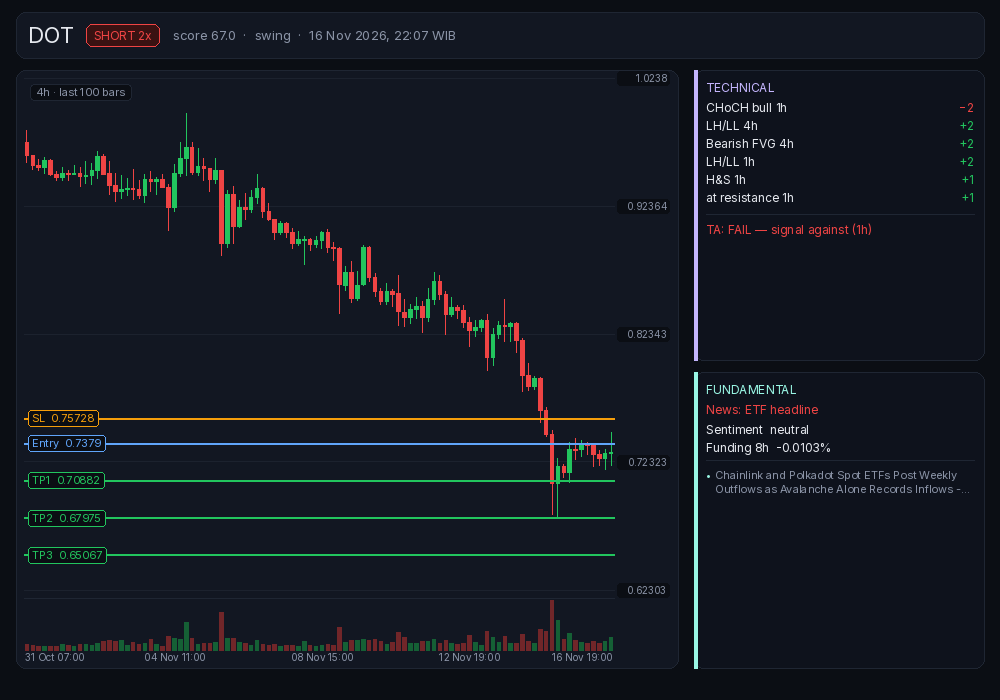 DOT SHORT 2x score 67.0 · swing · 16 Nov 2026, 22:07 WIB
4h · last 100 bars
1.0238
0.92364
0.82343
0.72323
0.62303
SL 0.75728
Entry 0.7379
TP1 0.70882
TP2 0.67975
TP3 0.65067
31 Oct 07:00 04 Nov 11:00 08 Nov 15:00 12 Nov 19:00 16 Nov 19:00
TECHNICAL
CHoCH bull 1h −2
LH/LL 4h +2
Bearish FVG 4h +2
LH/LL 1h +2
H&S 1h +1
at resistance 1h +1
TA: FAIL — signal against (1h)
FUNDAMENTAL
News: ETF headline
Sentiment neutral
Funding 8h -0.0103%
• Chainlink and Polkadot Spot ETFs Post Weekly
Outflows as Avalanche Alone Records Inflows -...